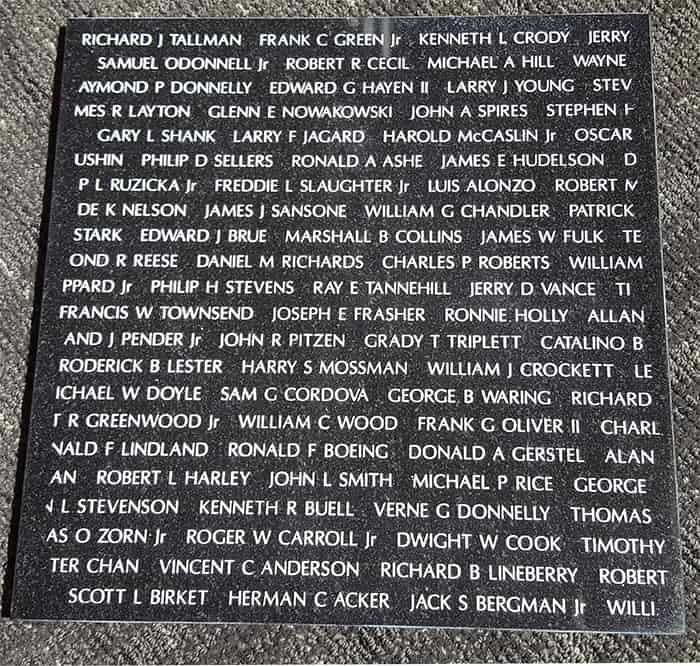 RICHARD J TALLMAN FRANK C GREEN Jr KENNETH L CRODY JERRY
SAMUEL ODONNELL Jr ROBERT R CECIL MICHAEL A HILL WAYNE
AYMOND P DONNELLY EDWARD G HAYEN II LARRY J YOUNG STEV
MES R LAYTON GLENN E NOWAKOWSKI JOHN A SPIRES STEPHEN
GARY L SHANK LARRY F JAGARD HAROLD McCASLIN Jr OSCAR
USHIN PHILIP D SELLERS RONALD A ASHE JAMES E HUDELSON D
P L RUZICKA Jr FREDDIE L SLAUGHTER Jr LUIS ALONZO ROBERT
DE K NELSON JAMES J SANSONE WILLIAM G CHANDLER PATRICK
STARK EDWARD J BRUE MARSHALL B COLLINS JAMES W FULK TE
OND R REESE DANIEL M RICHARDS CHARLES P ROBERTS WILLIAM
PPARD Jr PHILIP H STEVENS RAY E TANNEHILL JERRY D VANCE TI
FRANCIS W TOWNSEND JOSEPH E FRASHER RONNIE HOLLY ALLAN
AND J PENDER Jr JOHN R PITZEN GRADY T TRIPLETT CATALINO B
RODERICK B LESTER HARRY S MOSSMAN WILLIAM J CROCKETT LE
ICHAEL W DOYLE SAM G CORDOVA GEORGE B WARING RICHARD
T R GREENWOOD Jr WILLIAM C WOOD FRANK G OLIVER II CHARL
NALD F LINDLAND RONALD F BOEING DONALD A GERSTEL ALAN
AN ROBERT L HARLEY JOHN L SMITH MICHAEL P RICE GEORGE
L STEVENSON KENNETH R BUELL VERNE G DONNELLY THOMAS
AS O ZORN Jr ROGER W CARROLL Jr DWIGHT W COOK TIMOTHY
TER CHAN VINCENT C ANDERSON RICHARD B LINEBERRY ROBERT
SCOTT L BIRKET HERMAN C ACKER JACK S BERGMAN Jr WILLI